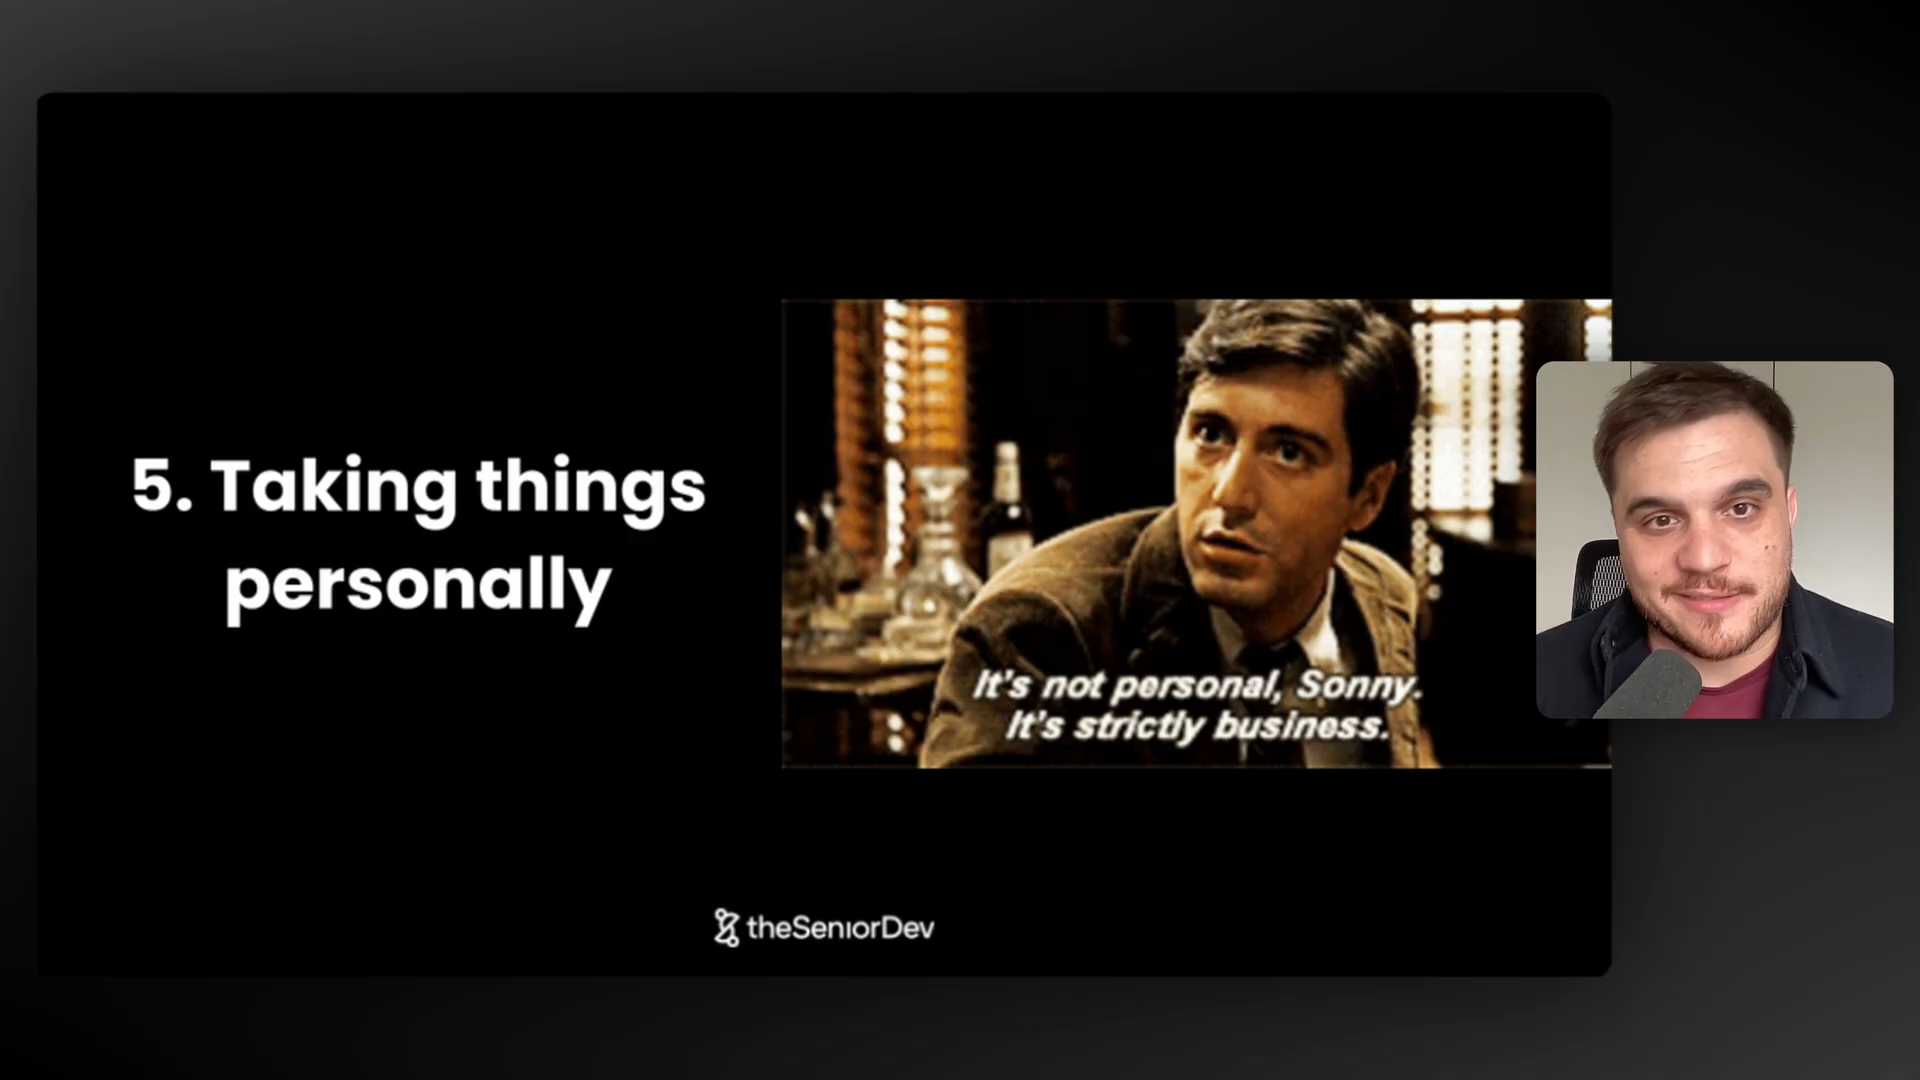 5. Taking things
personally
It's not personal, Sonny.
It's strictly business.
theSeniorDev